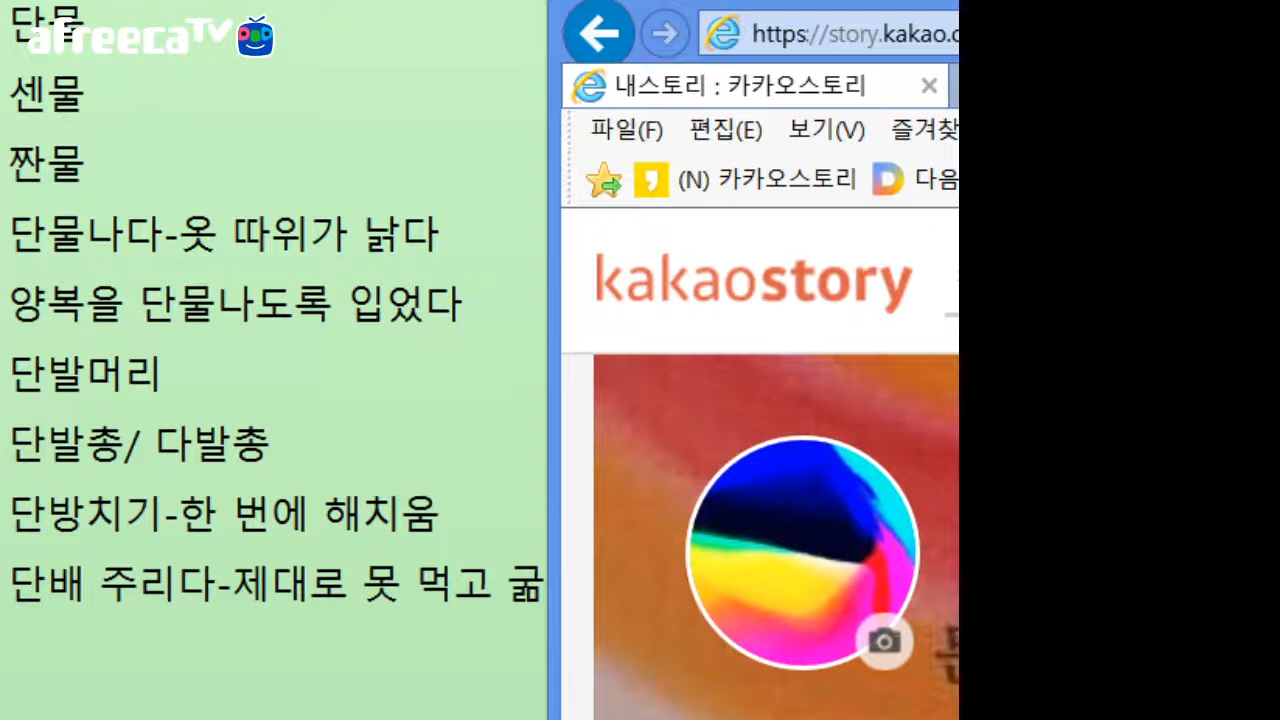 단물
afreecaTV
센물
짠물
단물나다-옷 따위가 낡다
양복을 단물나도록 입었다
단발머리
단발총/ 다발총
단방치기-한 번에 해치움
단배 주리다-제대로 못 먹고 굶
https://story.kakao.c
내스토리 : 카카오스토리
파일(F) 편집(E) 보기(V) 즐겨찾
(N) 카카오스토리 다음
kakaostory